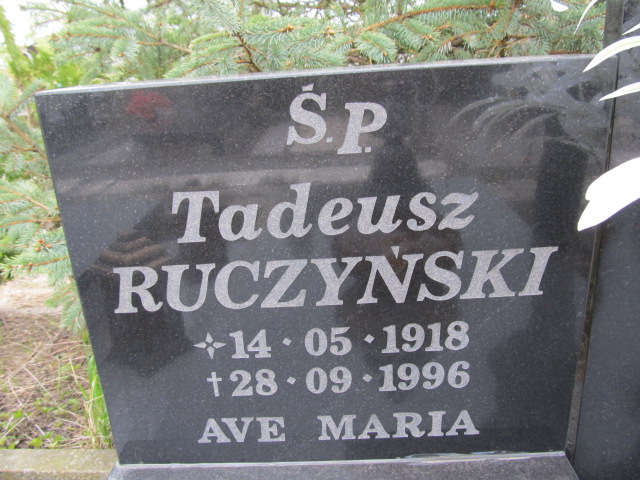 Ś.P.
Tadeusz
RUCZYŃSKI
✧ 14 · 05 · 1918
† 28 · 09 · 1996
AVE MARIA